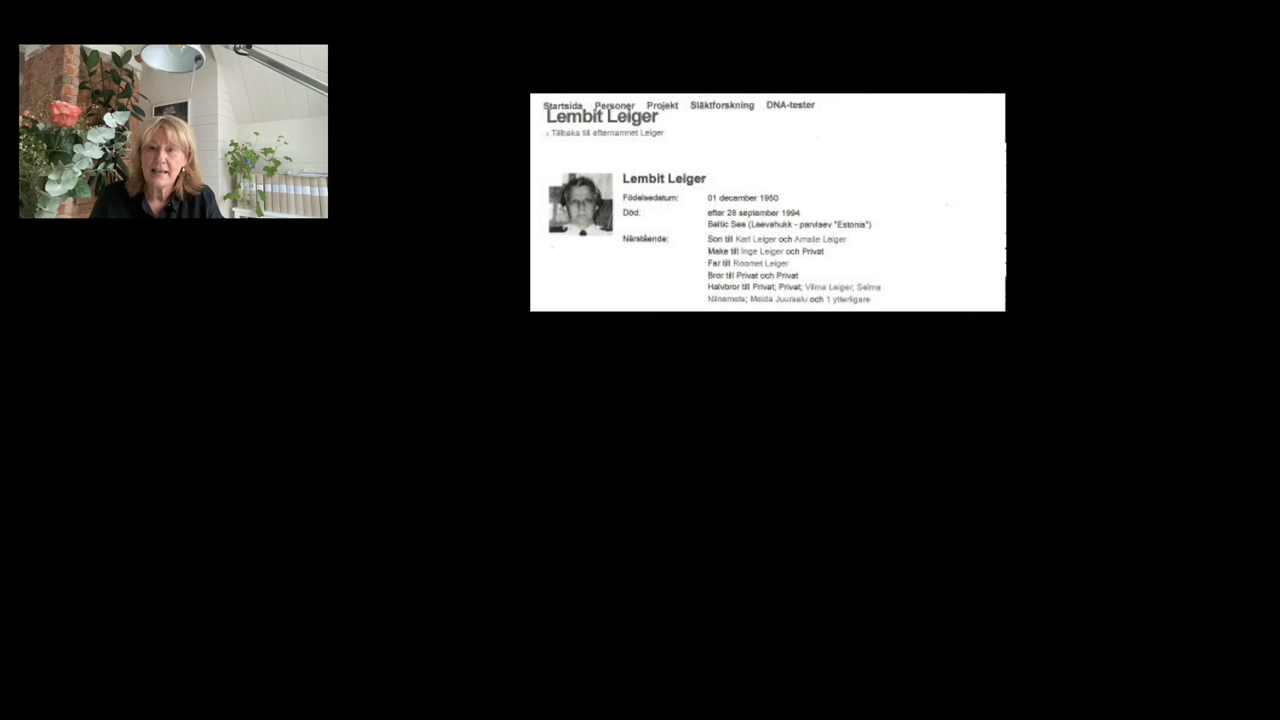 Startsida Personer Projekt Släktforskning DNA-tester
Lembit Leiger
‹ Tillbaka till efternamnet Leiger
Lembit Leiger
Födelsedatum: 01 december 1950
Död: efter 28 september 1994
Baltic Sea (Laevahukk - parvlaev "Estonia")
Närstående: Son till Karl Leiger och Amalie Leiger
Make till Inge Leiger och Privat
Far till Roomet Leiger
Bror till Privat och Privat
Halvbror till Privat; Privat; Vilma Leiger; Selma
Niinemets; Meida Juursalu och 1 ytterligare